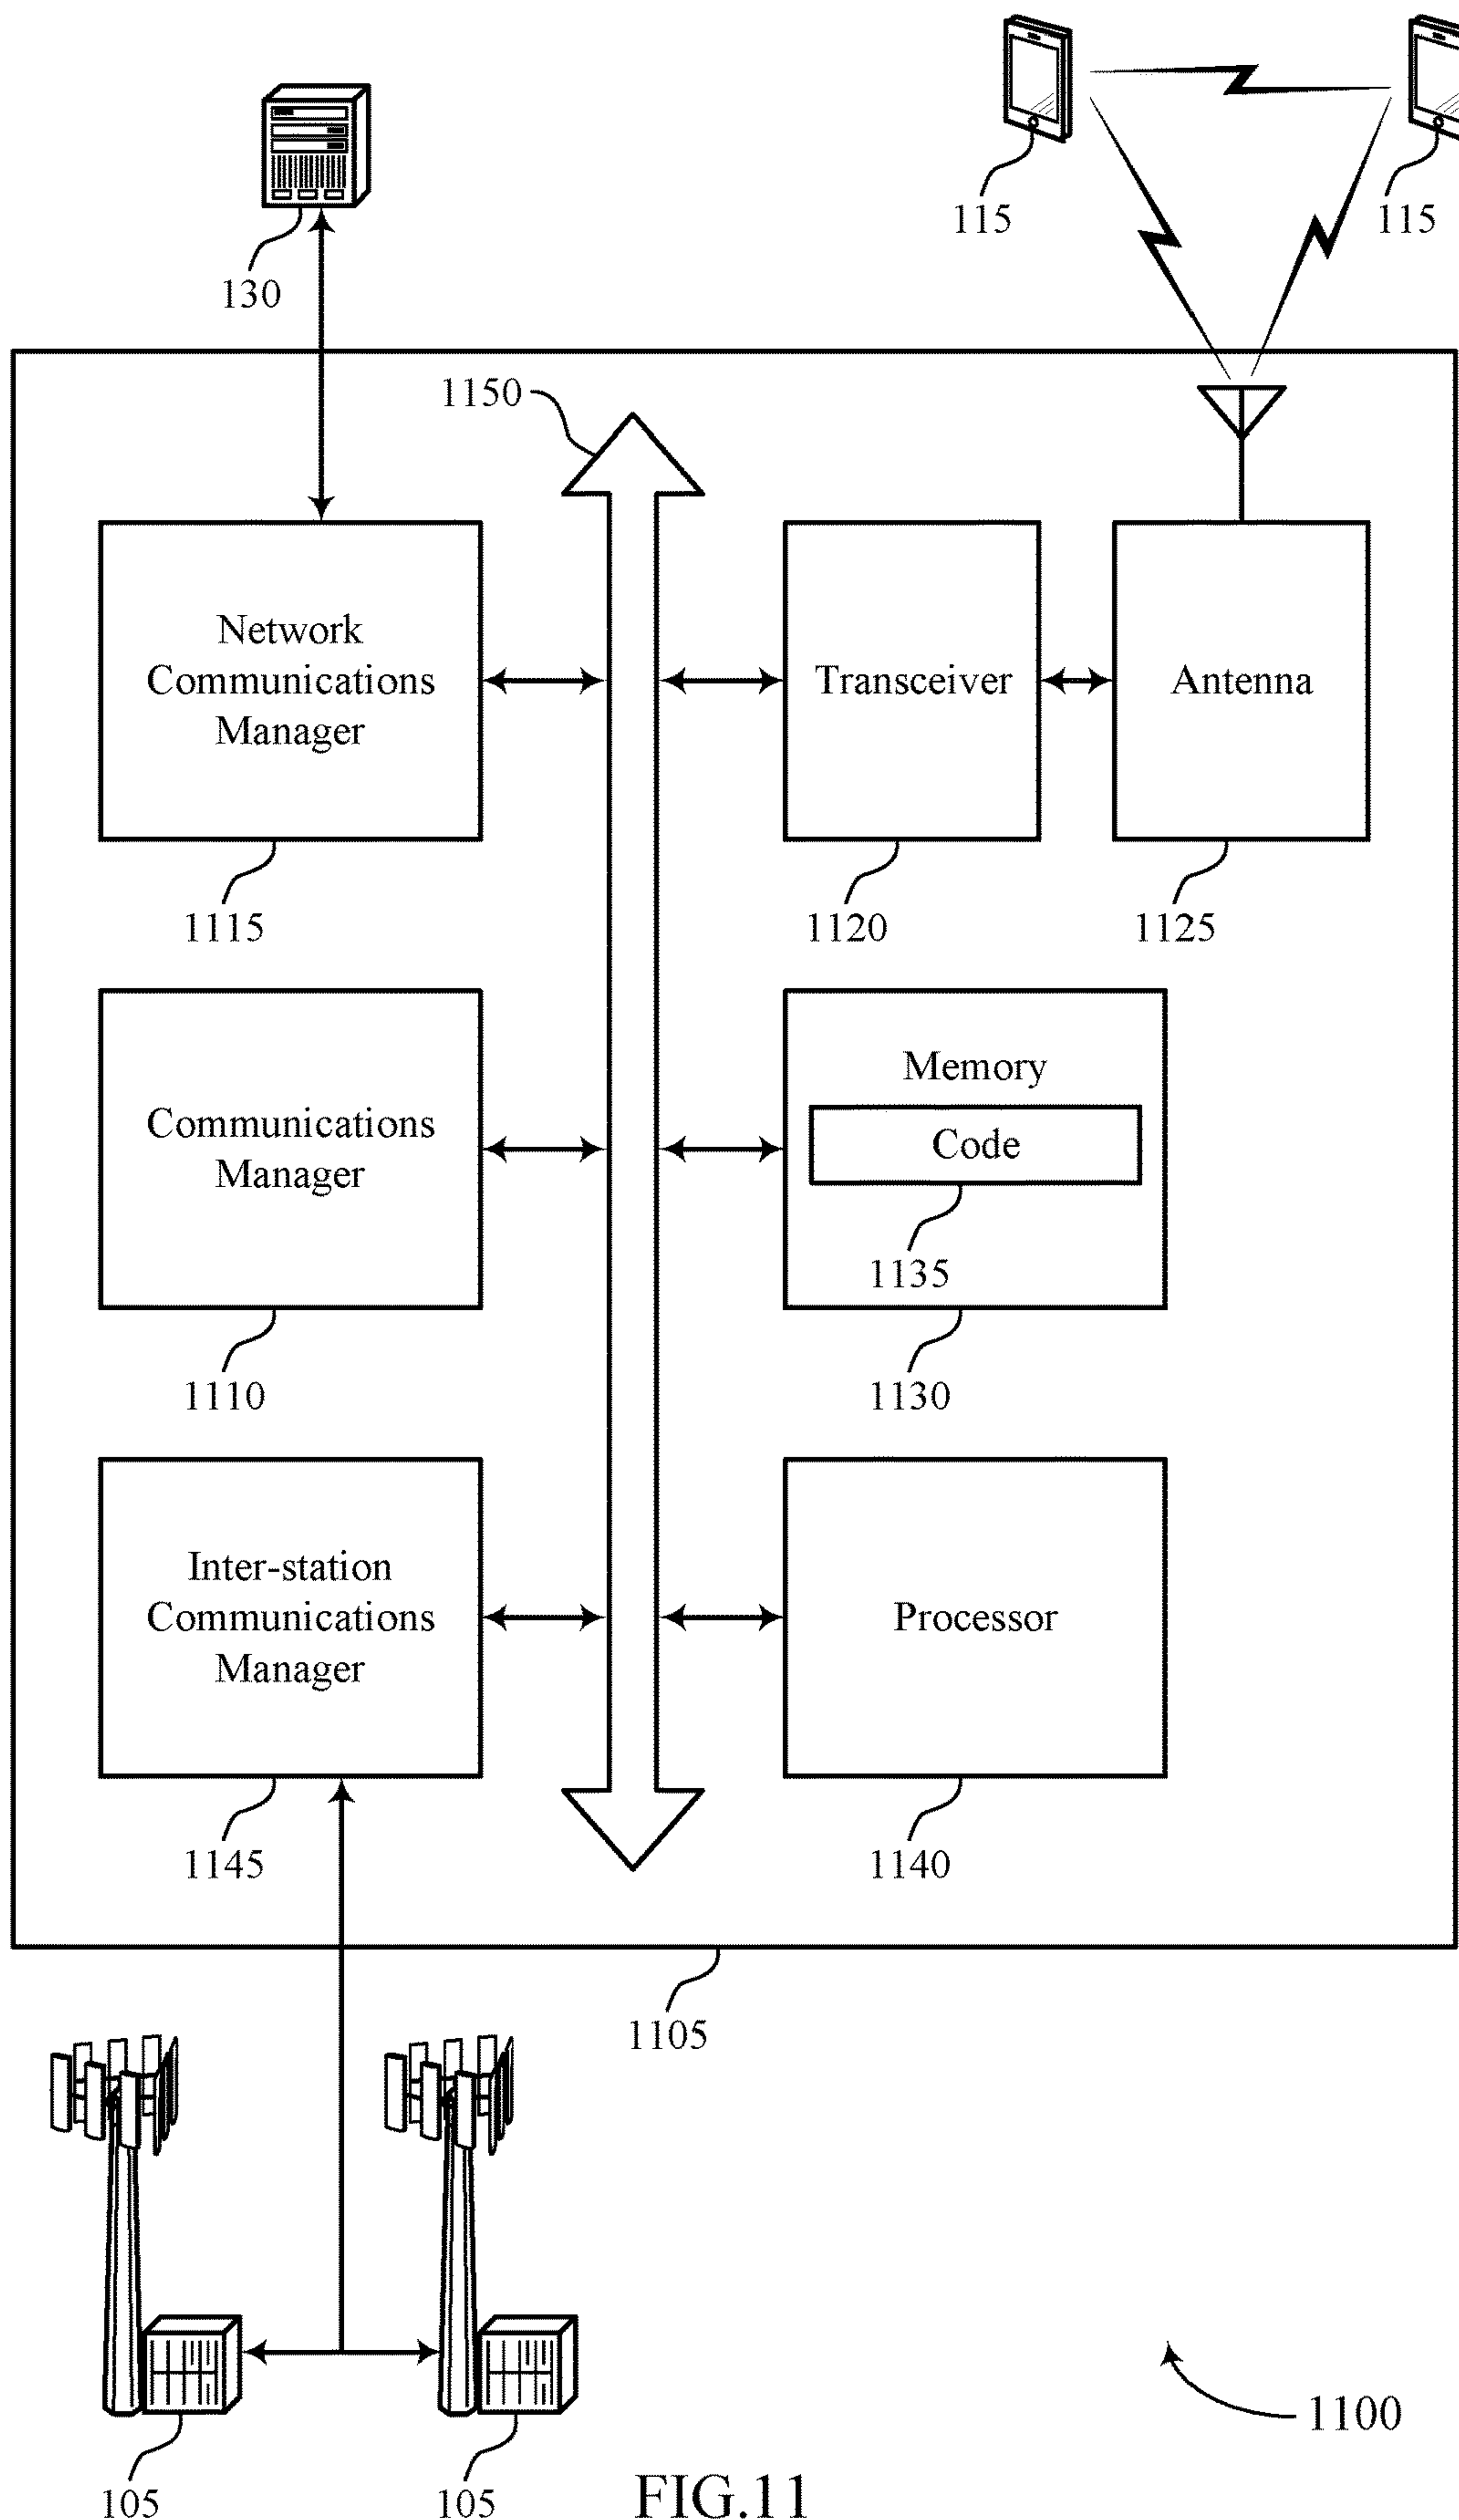 115
115
130
1150
Network
Communications
Manager
Transceiver
Antenna
1115
1120
1125
Communications
Manager
Memory
Code
1135
1110
1130
Inter-station
Communications
Manager
Processor
1145
1140
1105
1100
105
105
FIG.11